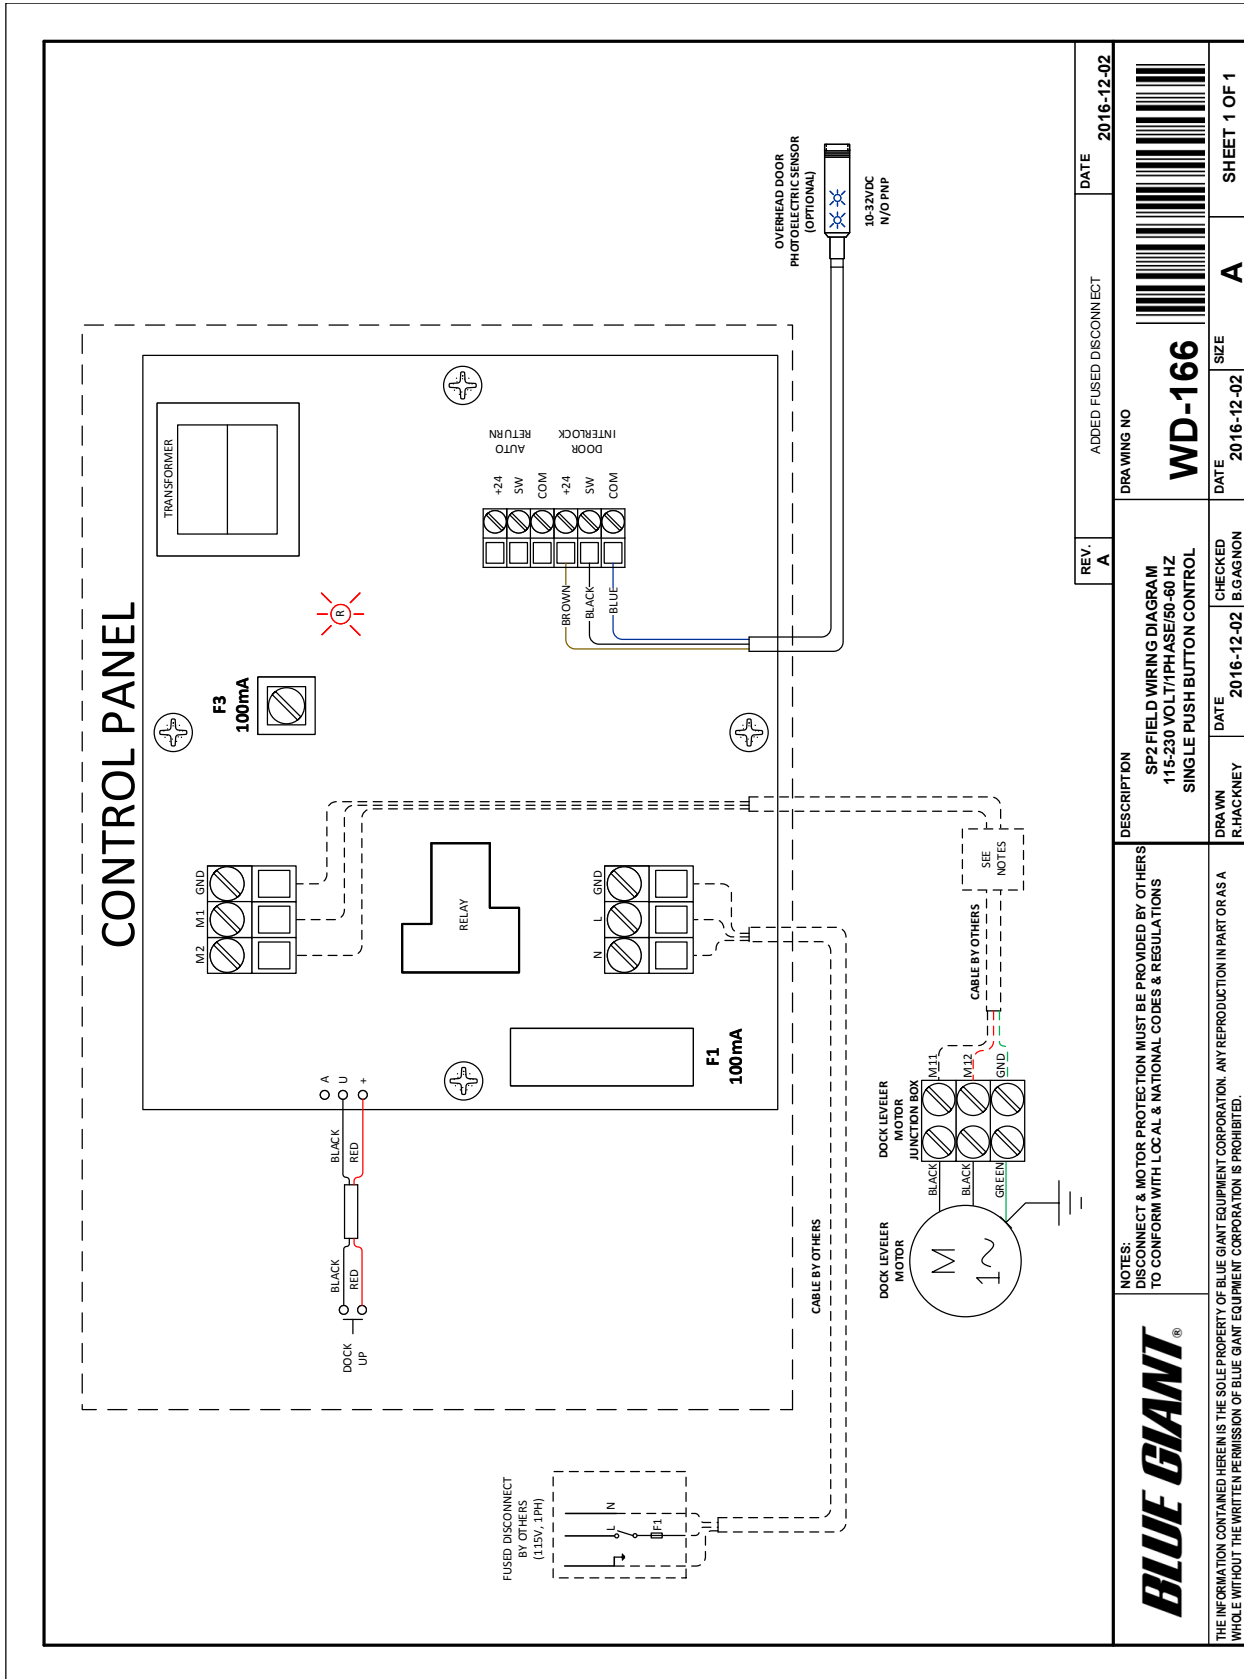 CONTROL PANEL
TRANSFORMER
F3
100mA
R
AUTO
RETURN
DOOR
INTERLOCK
+24
SW
COM
+24
SW
COM
BROWN
BLACK
BLUE
OVERHEAD DOOR
PHOTOELECTRIC SENSOR
(OPTIONAL)
10-32VDC
N/O PNP
M2
M1
GND
RELAY
N
L
GND
F1
100mA
A
U
+
BLACK
RED
BLACK
RED
DOCK
UP
FUSED DISCONNECT
BY OTHERS
(115V, 1PH)
N
L
F1
CABLE BY OTHERS
CABLE BY OTHERS
SEE
NOTES
DOCK LEVELER
MOTOR
JUNCTION BOX
M11
M12
GND
BLACK
BLACK
GREEN
DOCK LEVELER
MOTOR
M
1~
REV.
A
ADDED FUSED DISCONNECT
DATE
2016-12-02
BLUE GIANT®
NOTES:
DISCONNECT & MOTOR PROTECTION MUST BE PROVIDED BY OTHERS
TO CONFORM WITH LOCAL & NATIONAL CODES & REGULATIONS
DESCRIPTION
SP2 FIELD WIRING DIAGRAM
115-230 VOLT/1PHASE/50-60 HZ
SINGLE PUSH BUTTON CONTROL
DRAWING NO
WD-166
THE INFORMATION CONTAINED HEREIN IS THE SOLE PROPERTY OF BLUE GIANT EQUIPMENT CORPORATION. ANY REPRODUCTION IN PART OR AS A
WHOLE WITHOUT THE WRITTEN PERMISSION OF BLUE GIANT EQUIPMENT CORPORATION IS PROHIBITED.
DRAWN
R.HACKNEY
DATE
2016-12-02
CHECKED
B.GAGNON
DATE
2016-12-02
SIZE
A
SHEET 1 OF 1